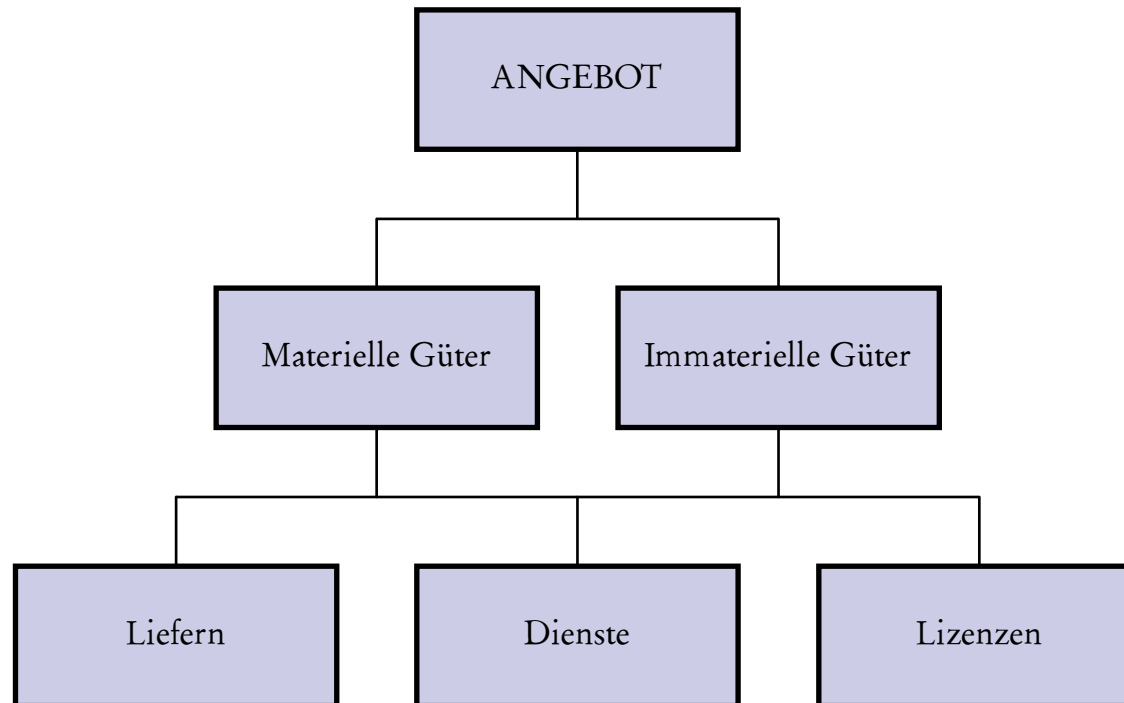 ANGEBOT
Materielle Güter
Immaterielle Güter
Liefern
Dienste
Lizenzen